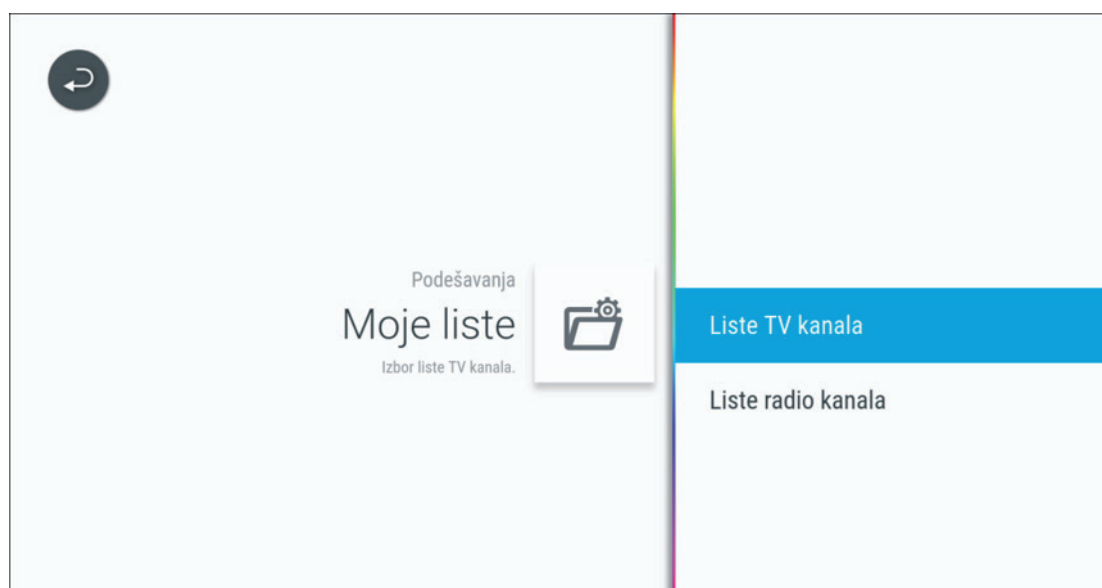 Podešavanja
Moje liste
Izbor liste TV kanala.
Liste TV kanala
Liste radio kanala